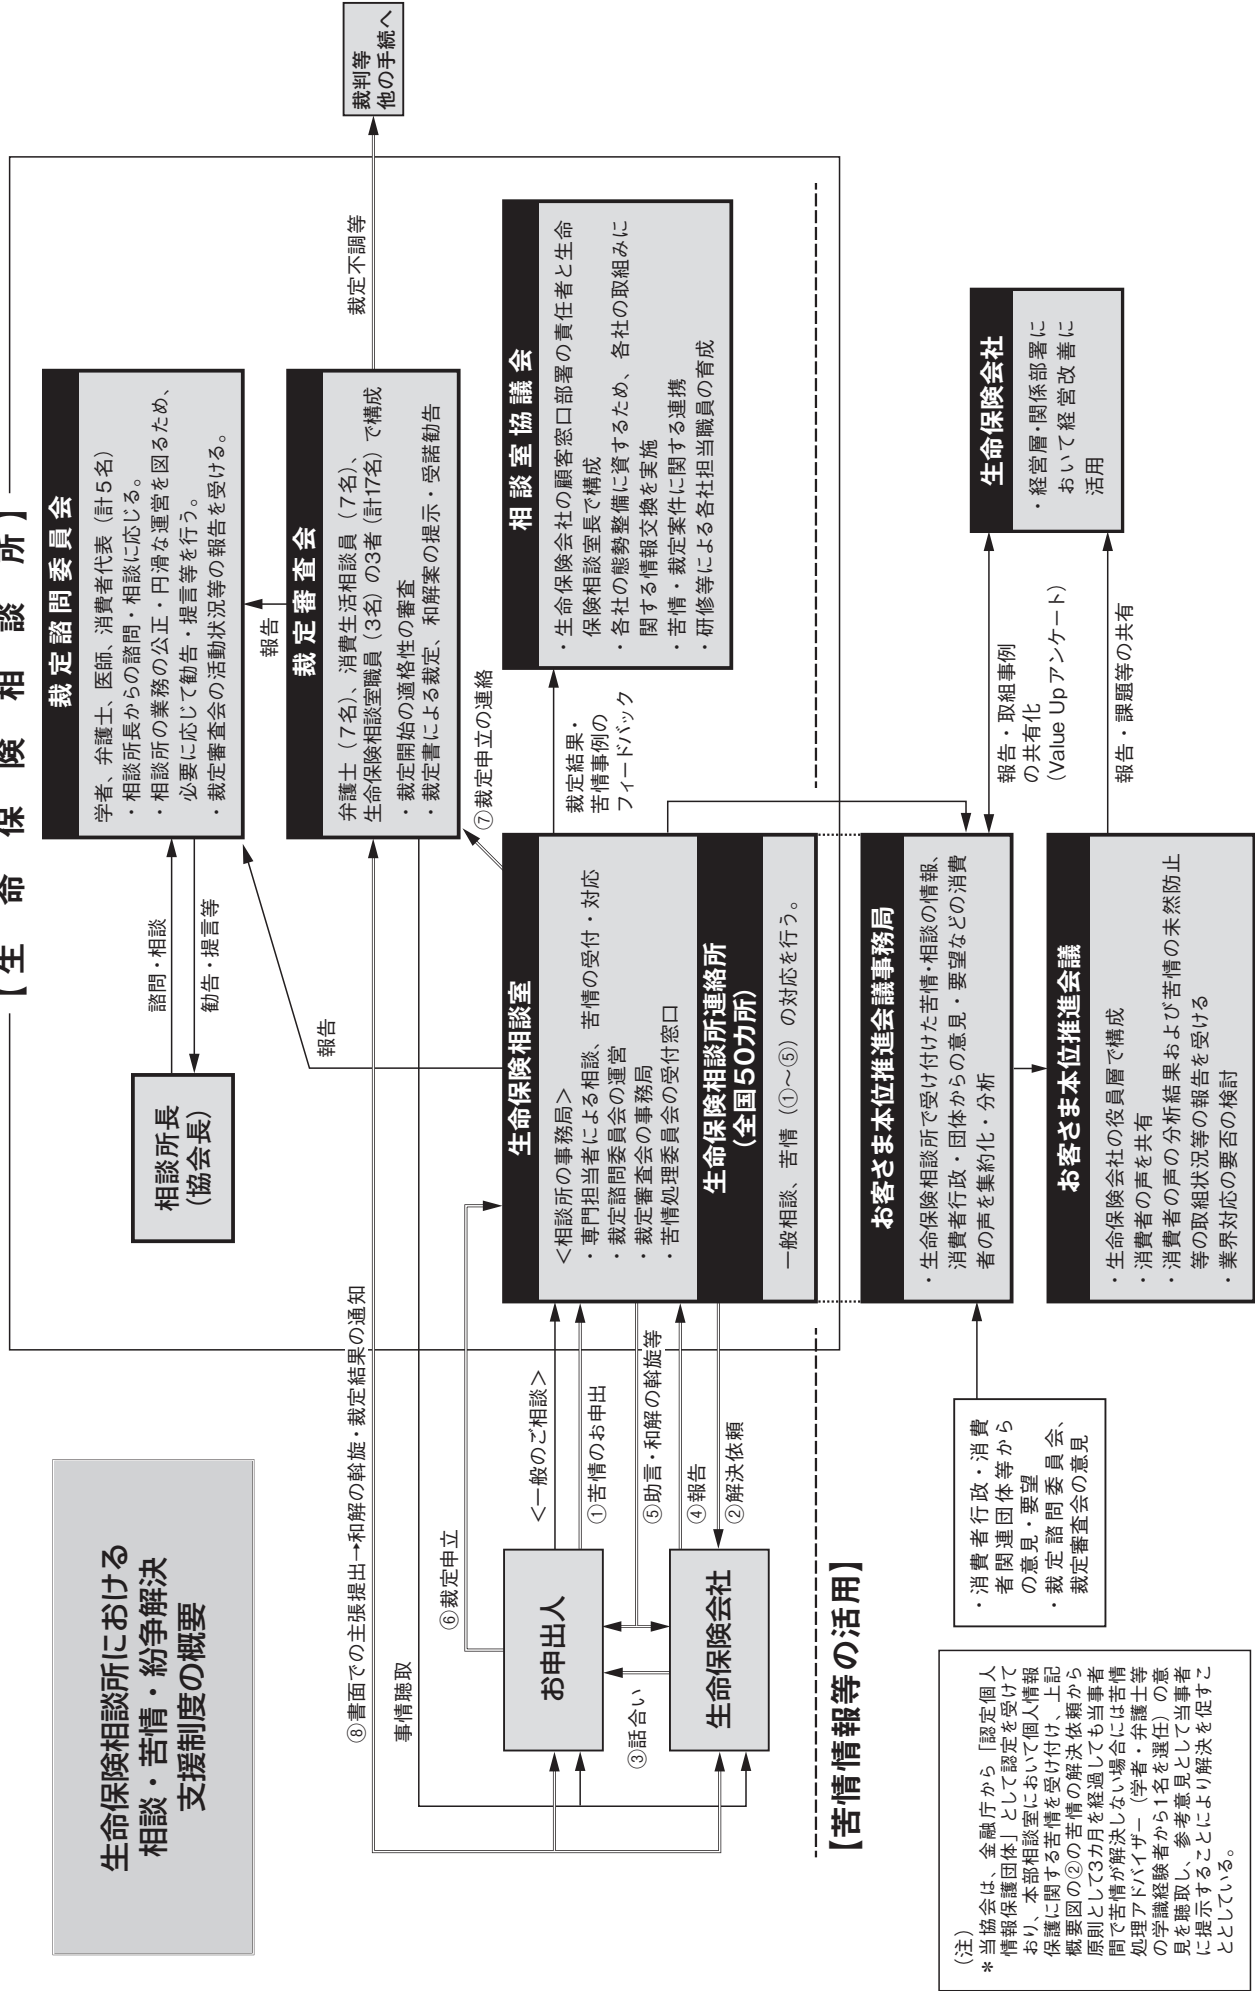 生命保険相談所における
相談・苦情・紛争解決
支援制度の概要
【生命保険相談所】
相談所長
(協会長)
諮問・相談
勧告・提言等
裁定諮問委員会
学者、弁護士、医師、消費者代表（計５名）
・相談所長からの諮問・相談に応じる。
・相談所の業務の公正・円滑な運営を図るため、
必要に応じて勧告・提言等を行う。
・裁定審査会の活動状況等の報告を受ける。
報告
報告
裁定審査会
弁護士（7名）、消費生活相談員（７名）、
生命保険相談室職員（3名）の3者（計17名）で構成
・裁定開始の適格性の審査
・裁定書による裁定、和解案の提示・受諾勧告
裁定不調等
裁判等
他の手続へ
⑧書面での主張提出→和解の斡旋・裁定結果の通知
事情聴取
⑥裁定申立
⑦裁定申立の連絡
お申出人
③話合い
生命保険会社
＜一般のご相談＞
①苦情のお申出
⑤助言・和解の斡旋等
④報告
②解決依頼
生命保険相談室
＜相談所の事務局＞
・専門担当者による相談、苦情の受付・対応
・裁定諮問委員会の運営
・裁定審査会の事務局
・苦情処理委員会の受付窓口
生命保険相談所連絡所
(全国50カ所)
一般相談、苦情（①〜⑤）の対応を行う。
裁定結果・
苦情事例の
フィードバック
相談室協議会
・生命保険会社の顧客窓口部署の責任者と生命
保険相談室長で構成
・各社の態勢整備に資するため、各社の取組みに
関する情報交換を実施
・苦情・裁定案件に関する連携
・研修等による各社担当職員の育成
【苦情情報等の活用】
・消費者行政・消費
者関連団体等から
の意見・要望
・裁定諮問委員会、
裁定審査会の意見
お客さま本位推進会議事務局
・生命保険相談所で受け付けた苦情・相談の情報、
消費者行政・団体からの意見・要望などの消費
者の声を集約化・分析
お客さま本位推進会議
・生命保険会社の役員層で構成
・消費者の声を共有
・消費者の声の分析結果および苦情の未然防止
等の取組状況等の報告を受ける
・業界対応の要否の検討
報告・取組事例
の共有化
(Value Upアンケート)
報告・課題等の共有
生命保険会社
・経営層・関係部署に
おいて経営改善に
活用
(注)
＊当協会は、金融庁から「認定個人
情報保護団体」として認定を受けて
おり、本部相談室において個人情報
保護に関する苦情を受け付け、上記
概要図の②の苦情の解決依頼から
原則として3カ月を経過しても当事者
間で苦情が解決しない場合には苦情
処理アドバイザー（学者・弁護士等
の学識経験者から1名を選任）の意
見を聴取し、参考意見として当事者
に提示することにより解決を促すこ
ととしている。